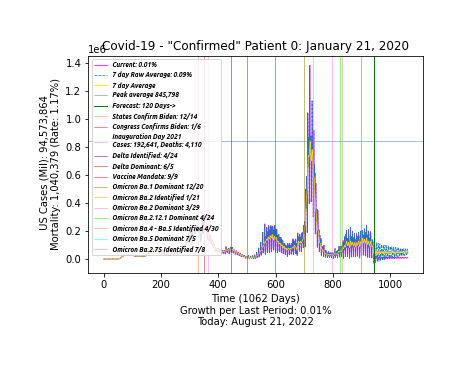 Covid-19 - "Confirmed" Patient 0: January 21, 2020
1e6
Current: 0.01%
7 day Raw Average: 0.09%
7 day Average
Peak average 845,798
Forecast: 120 Days->
States Confirm Biden: 12/14
Congress Confirms Biden: 1/6
Inauguration Day 2021
Cases: 192,641, Deaths: 4,110
Delta Identified: 4/24
Delta Dominant: 6/5
Vaccine Mandate: 9/9
Omicron Ba.1 Dominant 12/20
Omicron Ba.2 Identified 1/21
Omicron Ba.2 Dominant 3/29
Omicron Ba.2.12.1 Dominant 4/24
Omicron Ba.4 - Ba.5 Identified 4/30
Omicron Ba.5 Dominant 7/5
Omicron Ba.2.75 Identified 7/8
1.4
1.2
1.0
0.8
0.6
0.4
0.2
0.0
US Cases (Mil): 94,573,864
Mortality: 1,040,379 (Rate: 1.17%)
0 200 400 600 800 1000
Time (1062 Days)
Growth per Last Period: 0.01%
Today: August 21, 2022